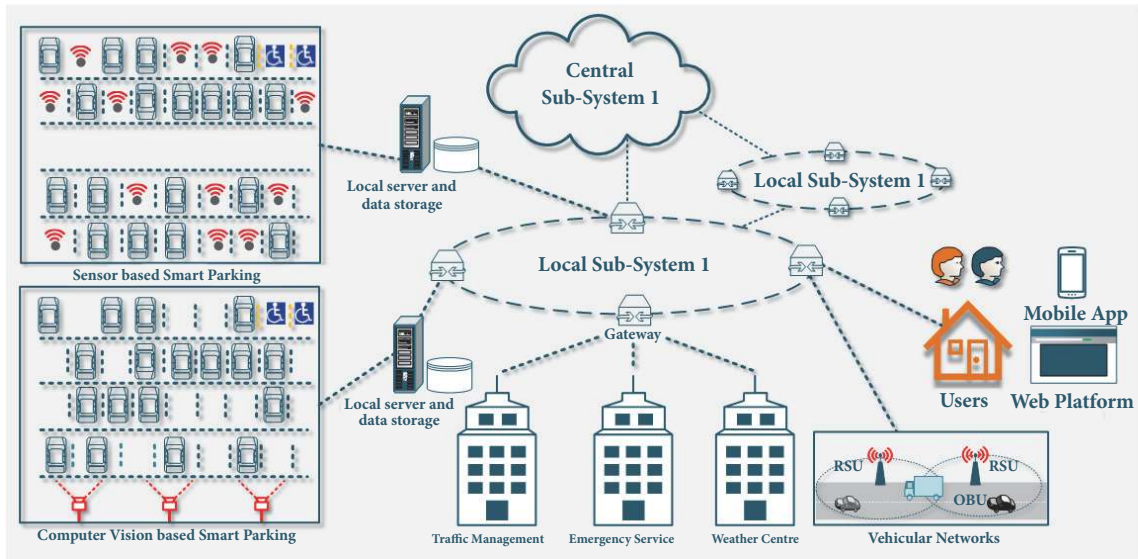 Central
Sub-System 1
Local Sub-System 1
Local server and
data storage
Sensor based Smart Parking
Local Sub-System 1
Gateway
Mobile App
Users
Web Platform
Local server and
data storage
RSU
RSU
OBU
Computer Vision based Smart Parking
Traffic Management
Emergency Service
Weather Centre
Vehicular Networks